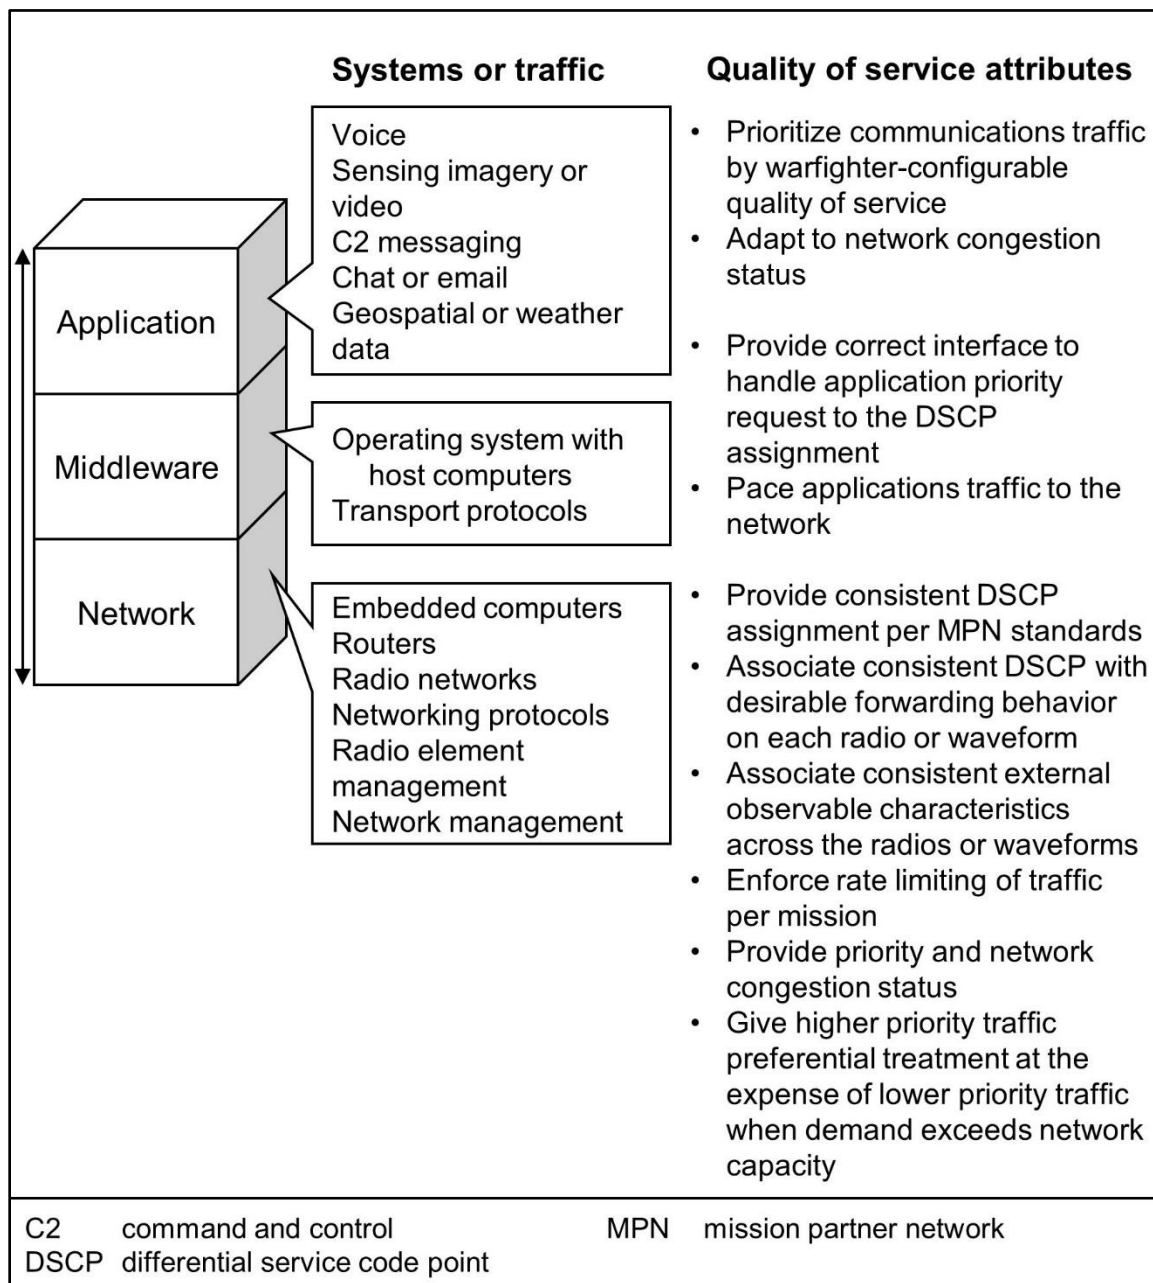 Systems or traffic
Quality of service attributes
Application
Middleware
Network
Voice
Sensing imagery or
video
C2 messaging
Chat or email
Geospatial or weather
data
Operating system with
host computers
Transport protocols
Embedded computers
Routers
Radio networks
Networking protocols
Radio element
management
Network management
• Prioritize communications traffic
by warfighter-configurable
quality of service
• Adapt to network congestion
status
• Provide correct interface to
handle application priority
request to the DSCP
assignment
• Pace applications traffic to the
network
• Provide consistent DSCP
assignment per MPN standards
• Associate consistent DSCP with
desirable forwarding behavior
on each radio or waveform
• Associate consistent external
observable characteristics
across the radios or waveforms
• Enforce rate limiting of traffic
per mission
• Provide priority and network
congestion status
• Give higher priority traffic
preferential treatment at the
expense of lower priority traffic
when demand exceeds network
capacity
C2 command and control
MPN mission partner network
DSCP differential service code point